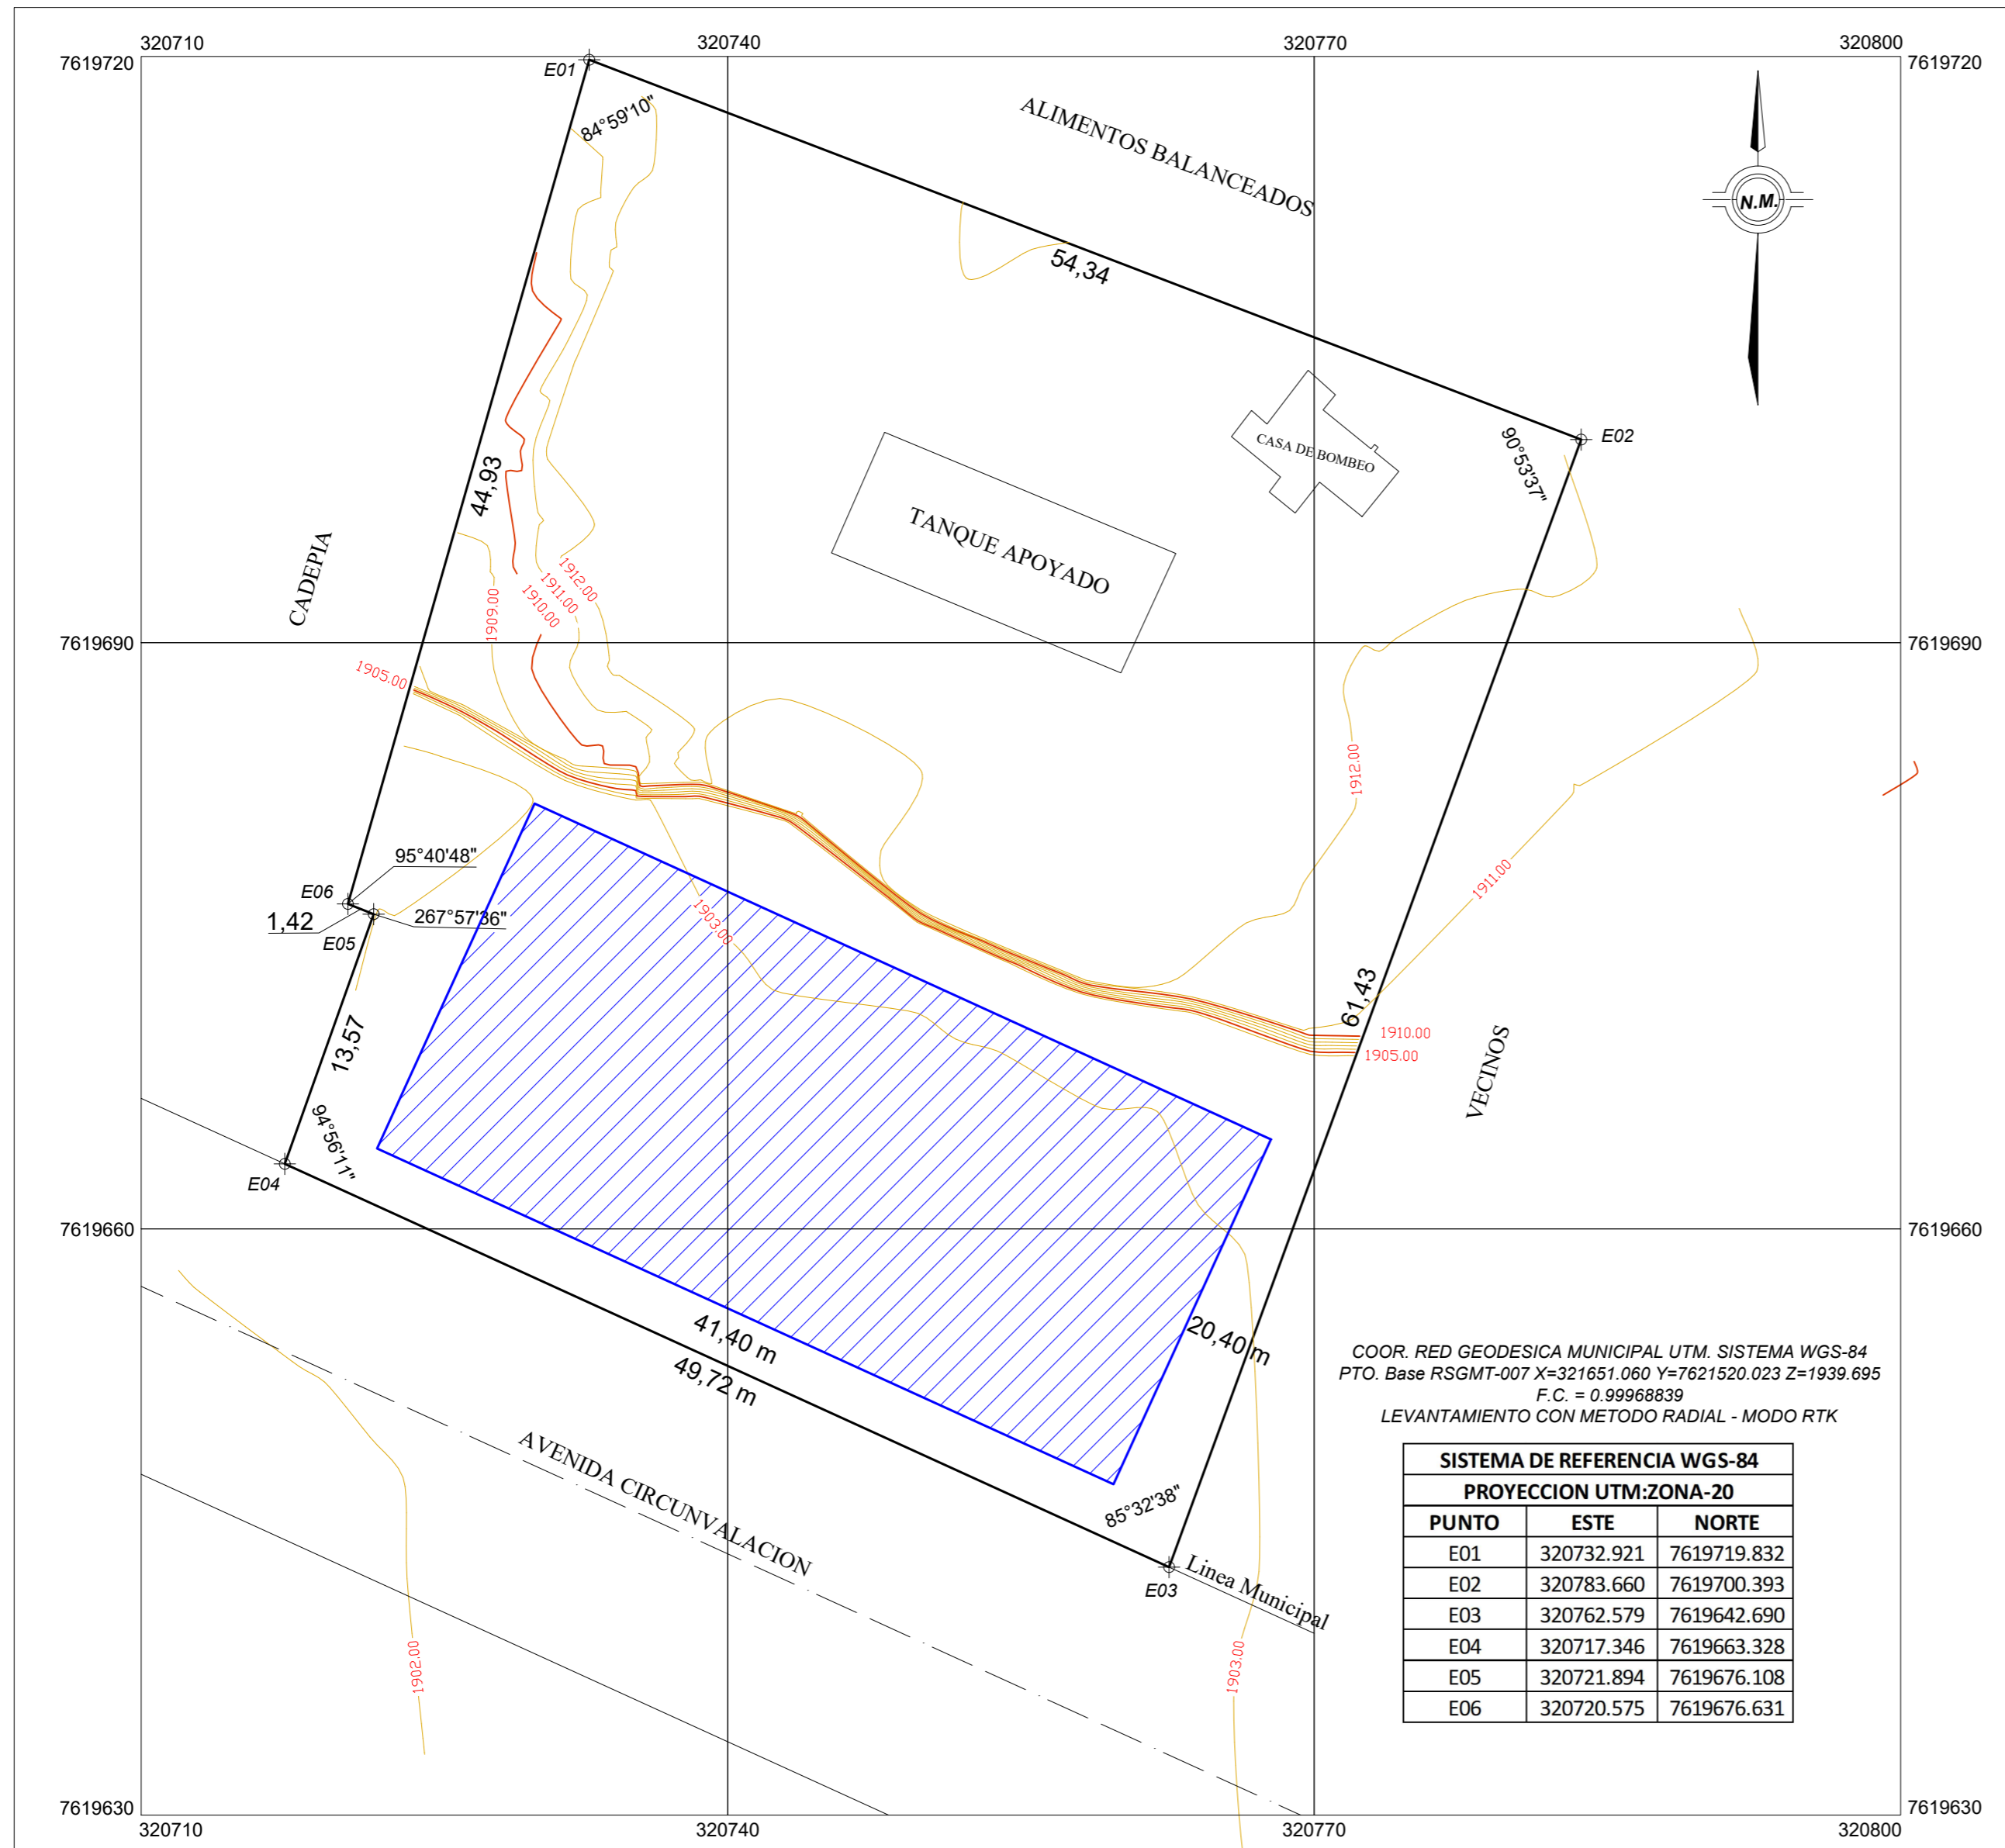 320710
320740
320770
320800
7619720
7619720
E01
84°59'10"
ALIMENTOS BALANCEADOS
N.M.
54,34
E02
90°53'37"
CASA DE BOMBEO
44,93
TANQUE APOYADO
CADEPIA
1912.00
1911.00
1910.00
1909.00
7619690
7619690
1905.00
1912.00
95°40'48"
E06
1,42
E05
267°57'36"
1903.00
1911.00
61,43
1910.00
1905.00
VECINOS
13,57
94°56'11"
E04
7619660
7619660
41,40 m
49,72 m
20,40 m
AVENIDA CIRCUNVALACION
85°32'38"
E03
Linea Municipal
1902.00
1903.00
COOR. RED GEODESICA MUNICIPAL UTM. SISTEMA WGS-84
PTO. Base RSGMT-007 X=321651.060 Y=7621520.023 Z=1939.695
F.C. = 0.99968839
LEVANTAMIENTO CON METODO RADIAL - MODO RTK
SISTEMA DE REFERENCIA WGS-84
PROYECCION UTM:ZONA-20
PUNTO ESTE NORTE
E01 320732.921 7619719.832
E02 320783.660 7619700.393
E03 320762.579 7619642.690
E04 320717.346 7619663.328
E05 320721.894 7619676.108
E06 320720.575 7619676.631
7619630
7619630
320710
320740
320770
320800